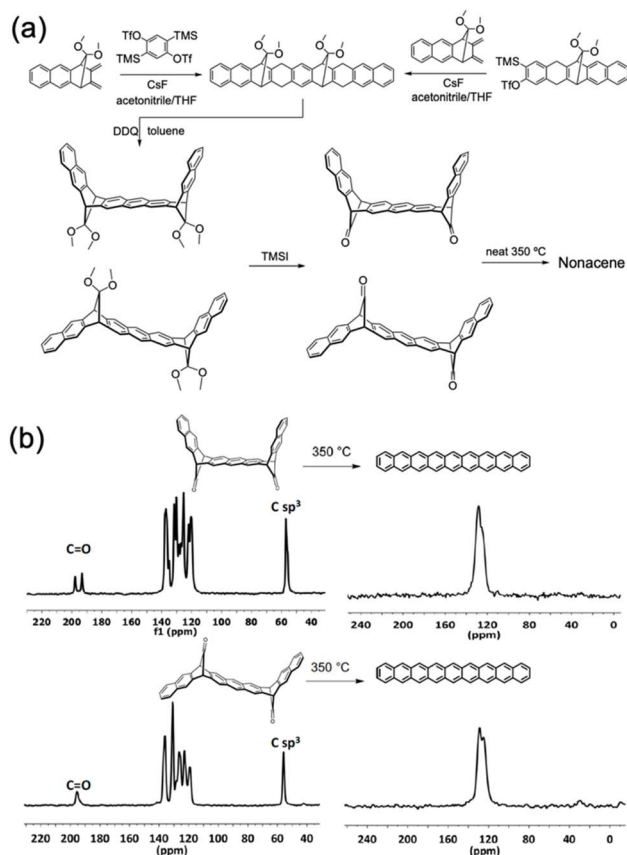 (a)
O O
TfO TMS
TMS OTf
CsF
acetonitrile/THF
O O O O
O O
CsF
acetonitrile/THF
O O
TMS
TfO
DDQ toluene
O O O O
O O
TMSI
O O
neat 350 °C
Nonacene
O O
O
O
(b)
350 °C
O O
C=O
C sp³
220 200 180 160 140 120 100 80 60 40
f1 (ppm)
240 200 160 120 80 40 0
(ppm)
O
350 °C
O
C=O
C sp³
220 200 180 160 140 120 100 80 60 40
(ppm)
240 200 160 120 80 40 0
(ppm)